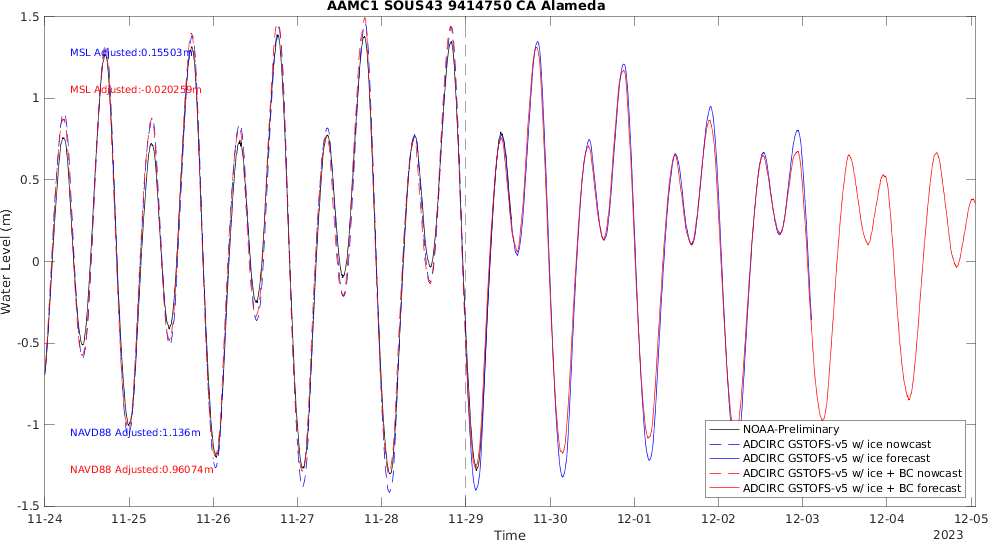 AAMC1 SOUS43 9414750 CA Alameda
1.5
1
0.5
0
-0.5
-1
-1.5
Water Level (m)
MSL Adjusted:0.15503m
MSL Adjusted:-0.020259m
NAVD88 Adjusted:1.136m
NAVD88 Adjusted:0.96074m
NOAA-Preliminary
ADCIRC GSTOFS-v5 w/ ice nowcast
ADCIRC GSTOFS-v5 w/ ice forecast
ADCIRC GSTOFS-v5 w/ ice + BC nowcast
ADCIRC GSTOFS-v5 w/ ice + BC forecast
11-24 11-25 11-26 11-27 11-28 11-29 11-30 12-01 12-02 12-03 12-04 12-05
Time
2023